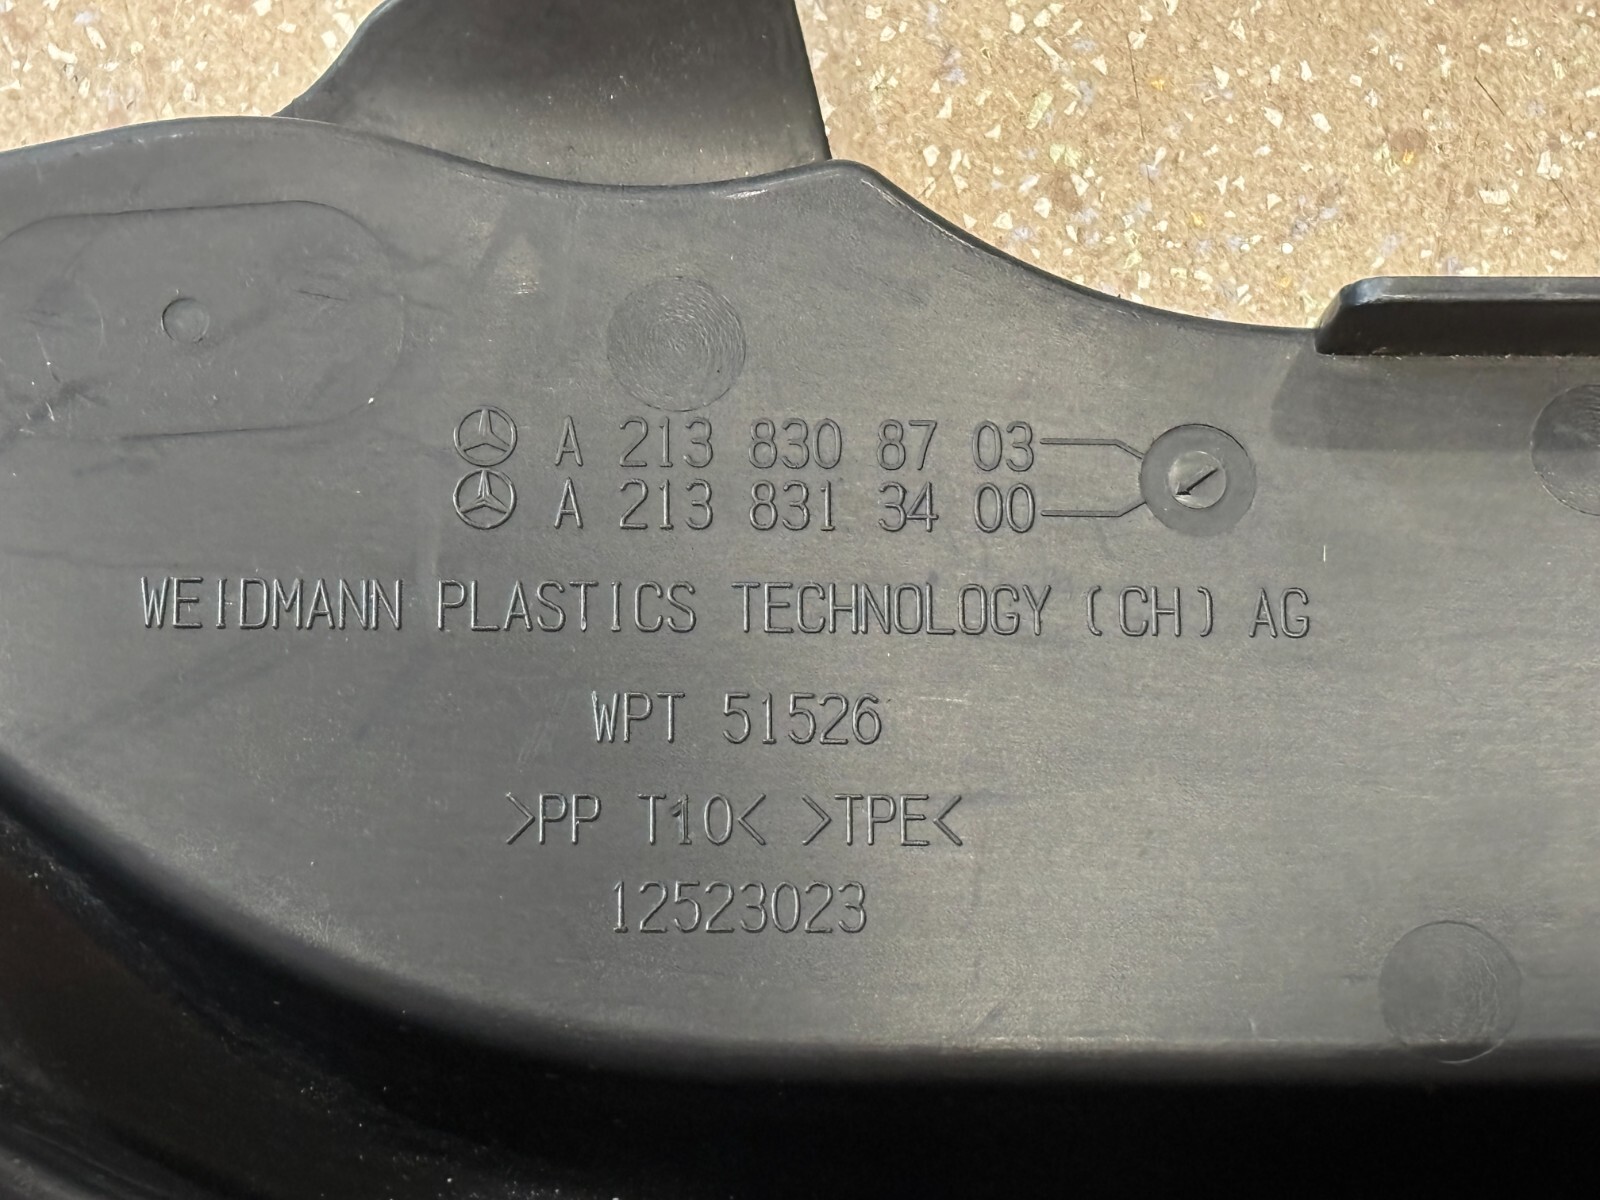 A 213 830 87 03
A 213 831 34 00
WEIDMANN PLASTICS TECHNOLOGY (CH) AG
WPT 51526
>PP T10< >TPE<
12523023